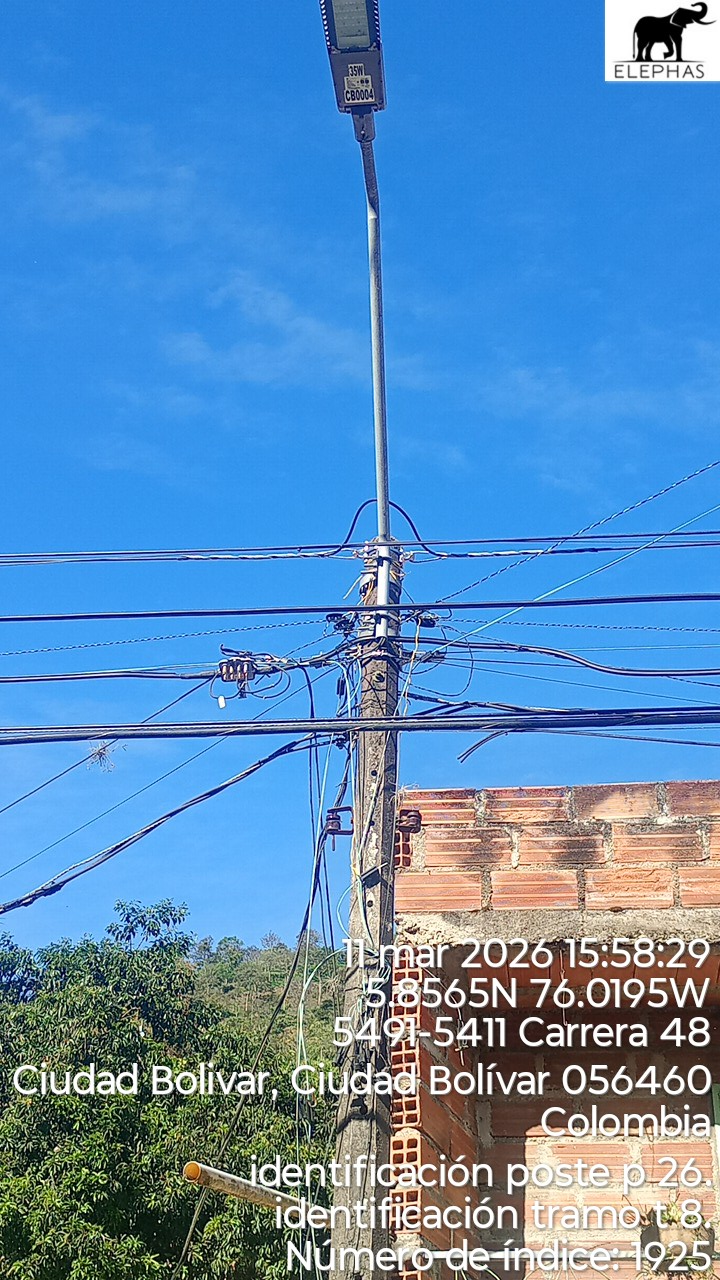 ELEPHAS
35W
CB0004
11 mar 2026 15:58:29
5.8565N 76.0195W
5491-5411 Carrera 48
Ciudad Bolivar, Ciudad Bolívar 056460
Colombia
identificación poste p 26.
identificación tramo t 8.
Número de índice: 1925